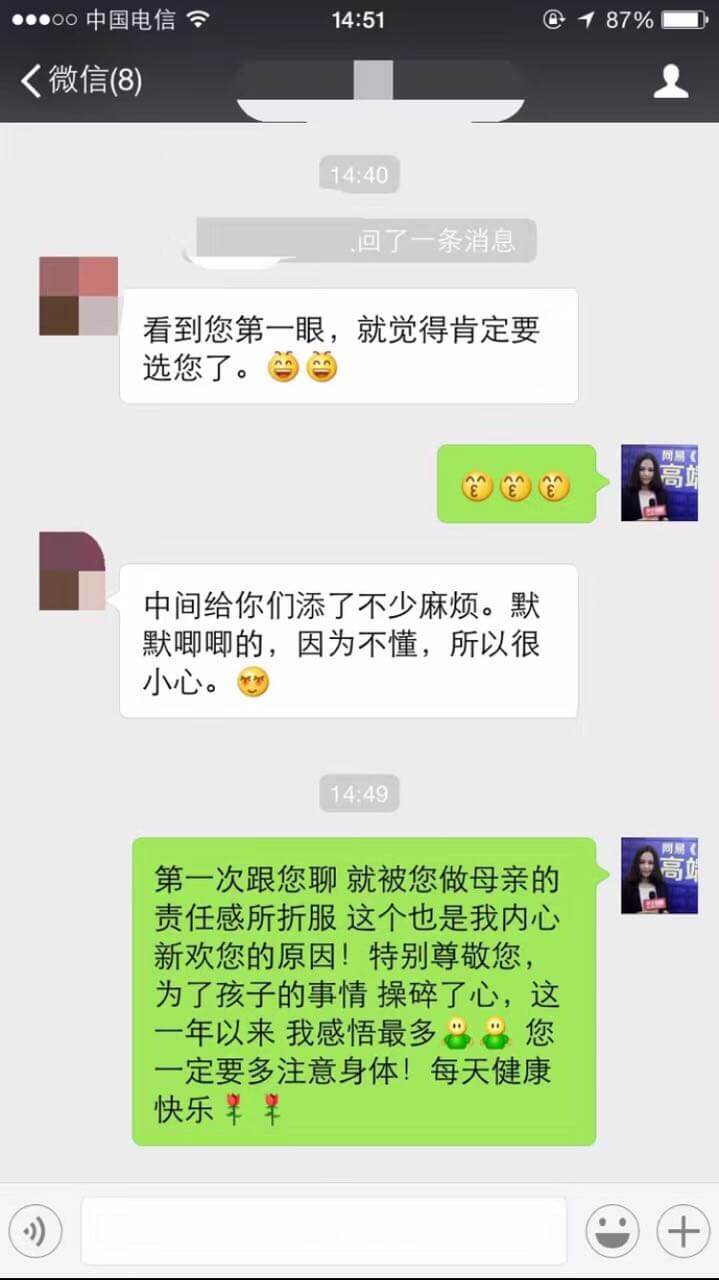 中国电信
14:51
87%
微信(8)
14:40
回了一条消息
看到您第一眼，就觉得肯定要
选您了。
中间给你们添了不少麻烦。默
默唧唧的，因为不懂，所以很
小心。
14:49
网易《
高端
第一次跟您聊 就被您做母亲的
责任感所折服 这个也是我内心
新欢您的原因！特别尊敬您，
为了孩子的事情 操碎了心，这
一年以来 我感悟最多 您
一定要多注意身体！每天健康
快乐